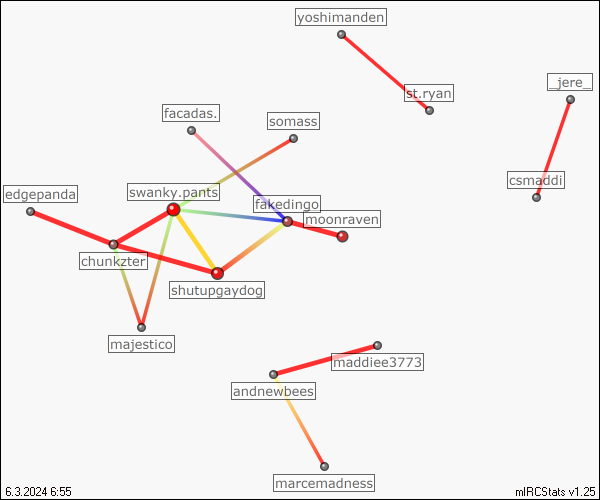 yoshimanden
_jere_
st.ryan
facadas.
somass
csmaddi
edgepanda
swanky.pants
fakedingo
moonraven
chunkzter
shutupgaydog
majestico
maddiee3773
andnewbees
marcemadness
6.3.2024 6:55
mIRCStats v1.25